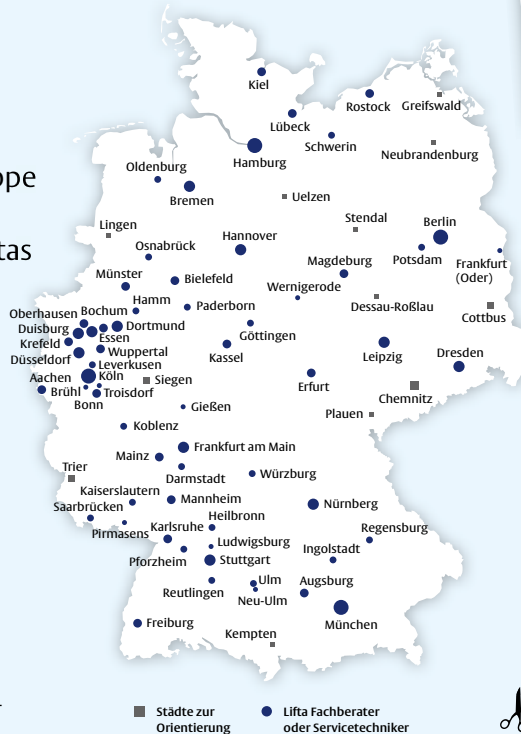 Kiel
Rostock
Greifswald
Lübeck
Schwerin
Hamburg
Neubrandenburg
ppe
Oldenburg
Bremen
Uelzen
Stendal
Lingen
Berlin
tas
Osnabrück
Hannover
Potsdam
Magdeburg
Frankfurt
(Oder)
Münster
Bielefeld
Wernigerode
Hamm
Paderborn
Dessau-Roßlau
Oberhausen
Bochum
Cottbus
Duisburg
Dortmund
Göttingen
Krefeld
Essen
Wuppertal
Düsseldorf
Kassel
Leipzig
Dresden
Leverkusen
Aachen
Köln
Siegen
Erfurt
Brühl
Troisdorf
Chemnitz
Bonn
Gießen
Plauen
Koblenz
Frankfurt am Main
Mainz
Trier
Darmstadt
Würzburg
Kaiserslautern
Mannheim
Nürnberg
Saarbrücken
Heilbronn
Pirmasens
Karlsruhe
Regensburg
Ludwigsburg
Ingolstadt
Pforzheim
Stuttgart
Ulm
Augsburg
Reutlingen
Neu-Ulm
Freiburg
München
Kempten
Städte zur
Orientierung
Lifta Fachberater
oder Servicetechniker